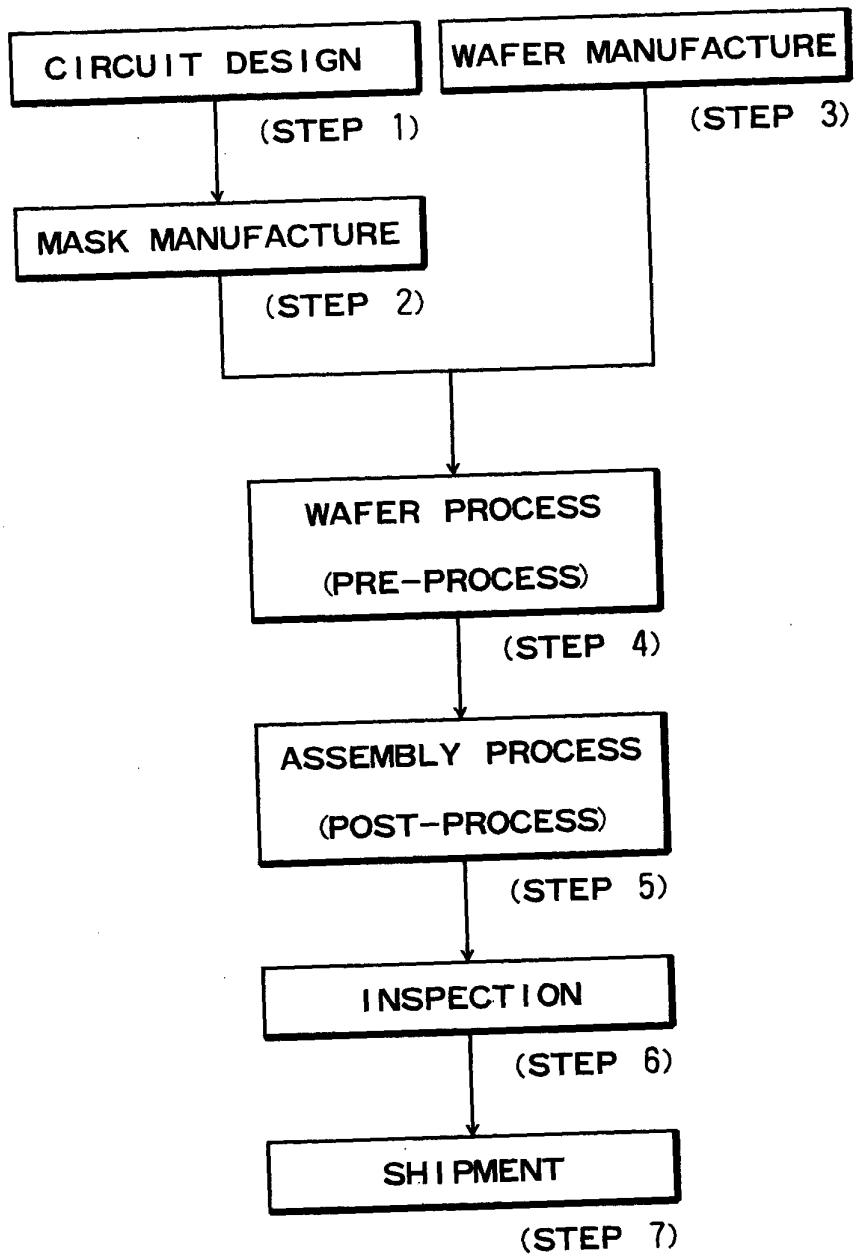 CIRCUIT DESIGN
(STEP 1)
WAFER MANUFACTURE
(STEP 3)
MASK MANUFACTURE
(STEP 2)
WAFER PROCESS
(PRE-PROCESS)
(STEP 4)
ASSEMBLY PROCESS
(POST-PROCESS)
(STEP 5)
INSPECTION
(STEP 6)
SHIPMENT
(STEP 7)